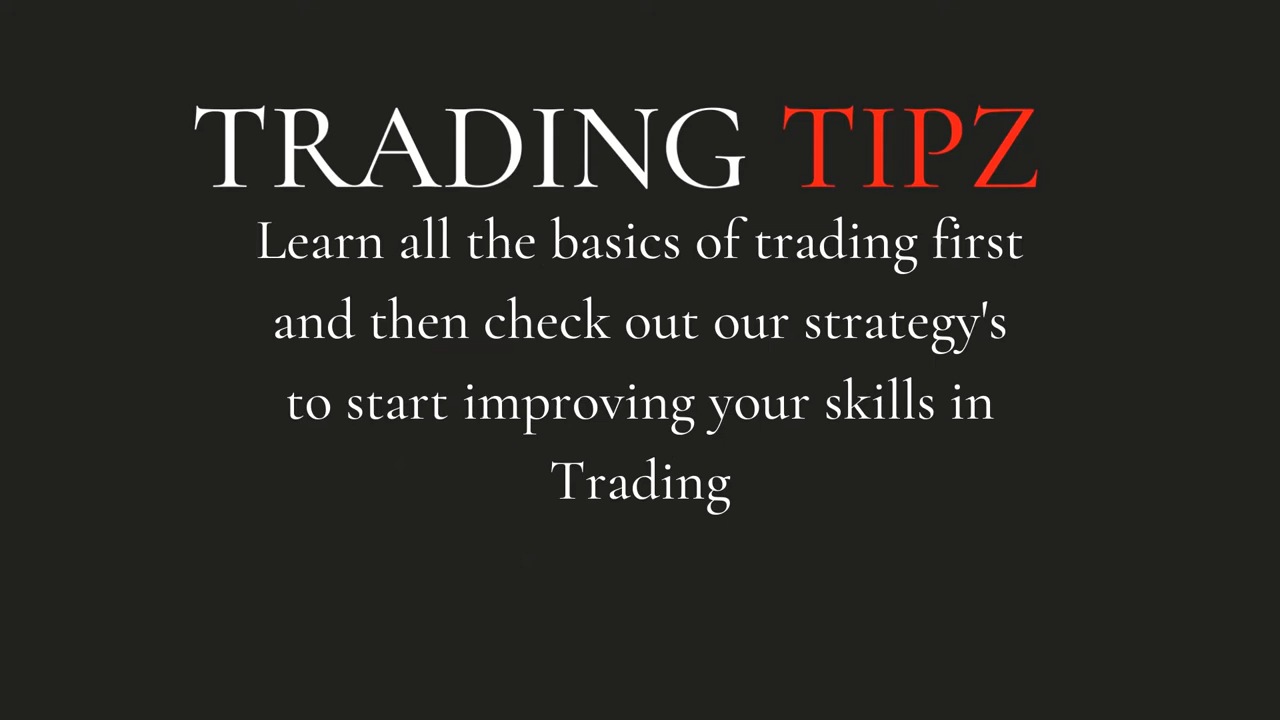 TRADING TIPZ
Learn all the basics of trading first
and then check out our strategy's
to start improving your skills in
Trading